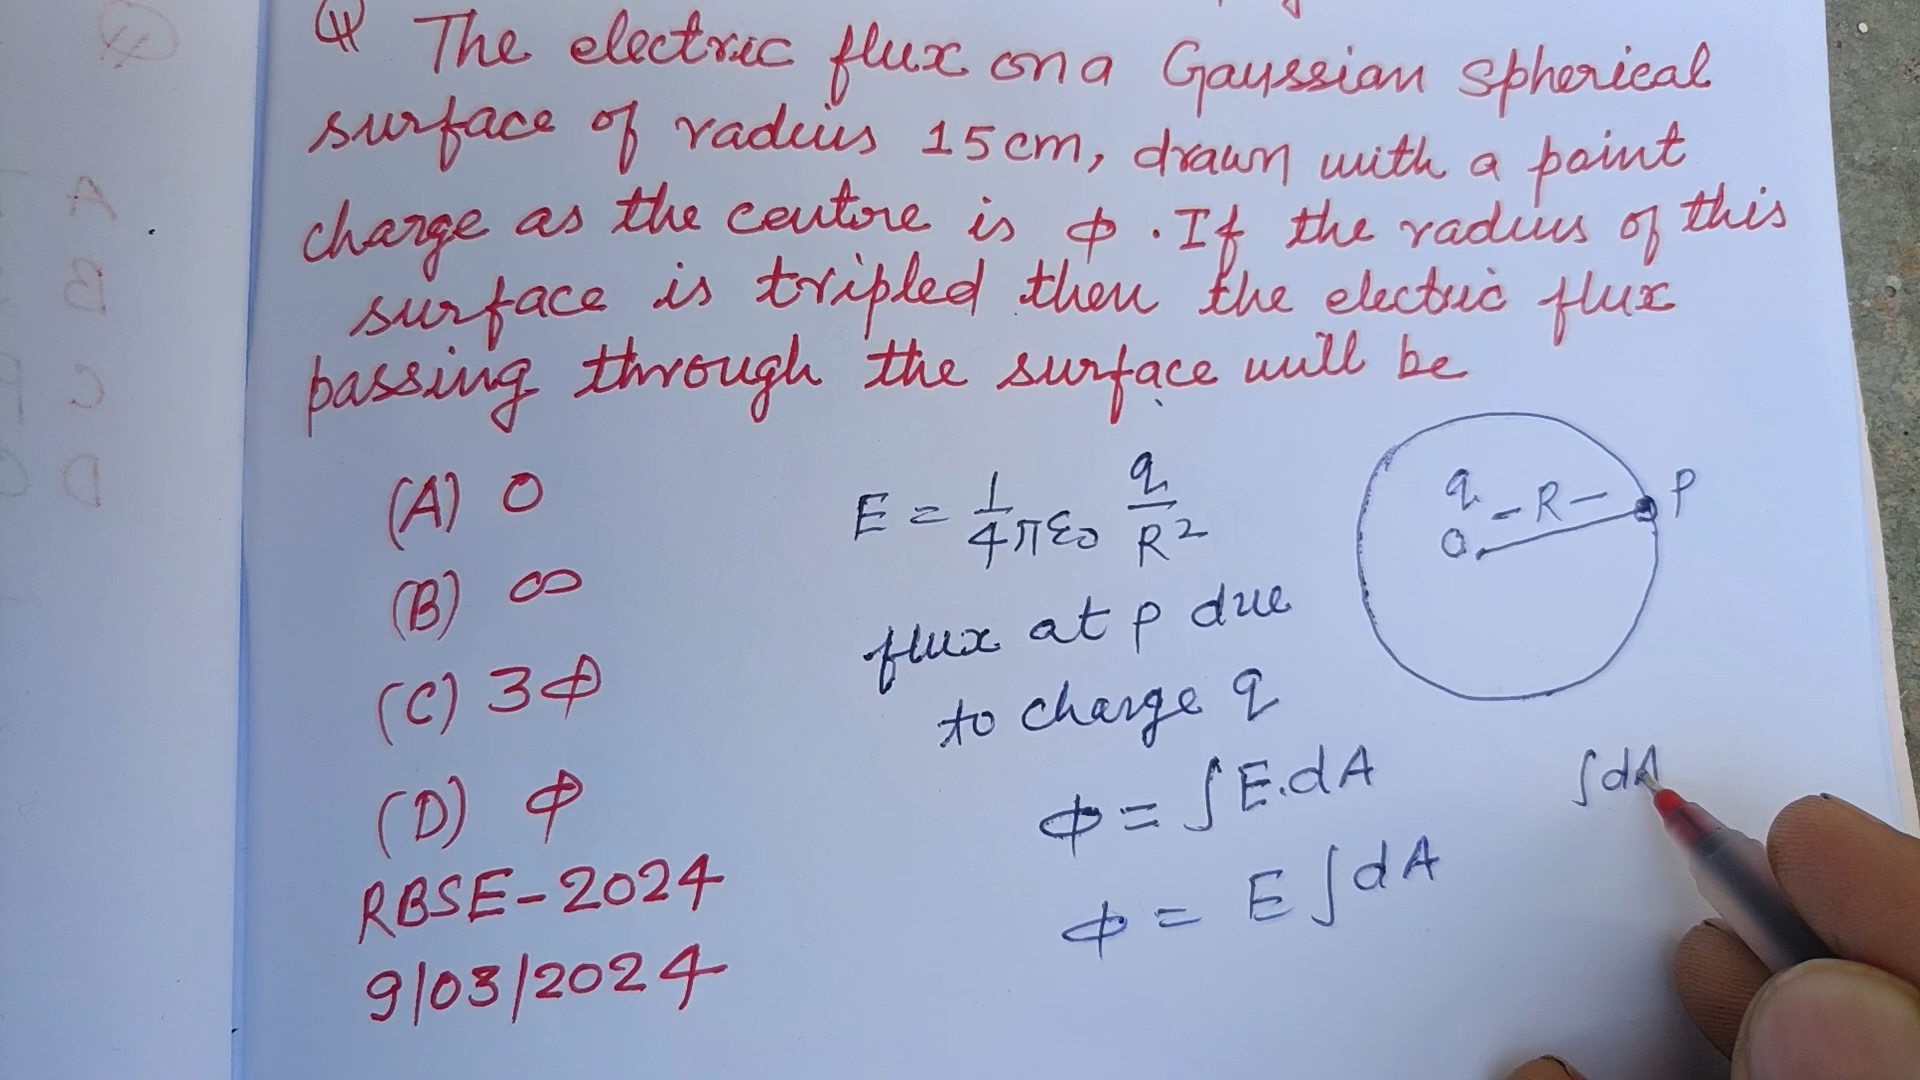 Q The electric flux on a Gaussian Spherical
surface of radius 15cm, drawn with a point
charge as the centre is ϕ. If the radius of this
surface is tripled then the electric flux
passing through the surface will be
(A) 0
(B) ∞
(C) 3ϕ
(D) ϕ
RBSE-2024
9/03/2024
E = 1/4πε0 q/R2
flux at p due
to charge q
ϕ = ∫E.dA
ϕ = E∫dA
q -R- P
O
∫dA